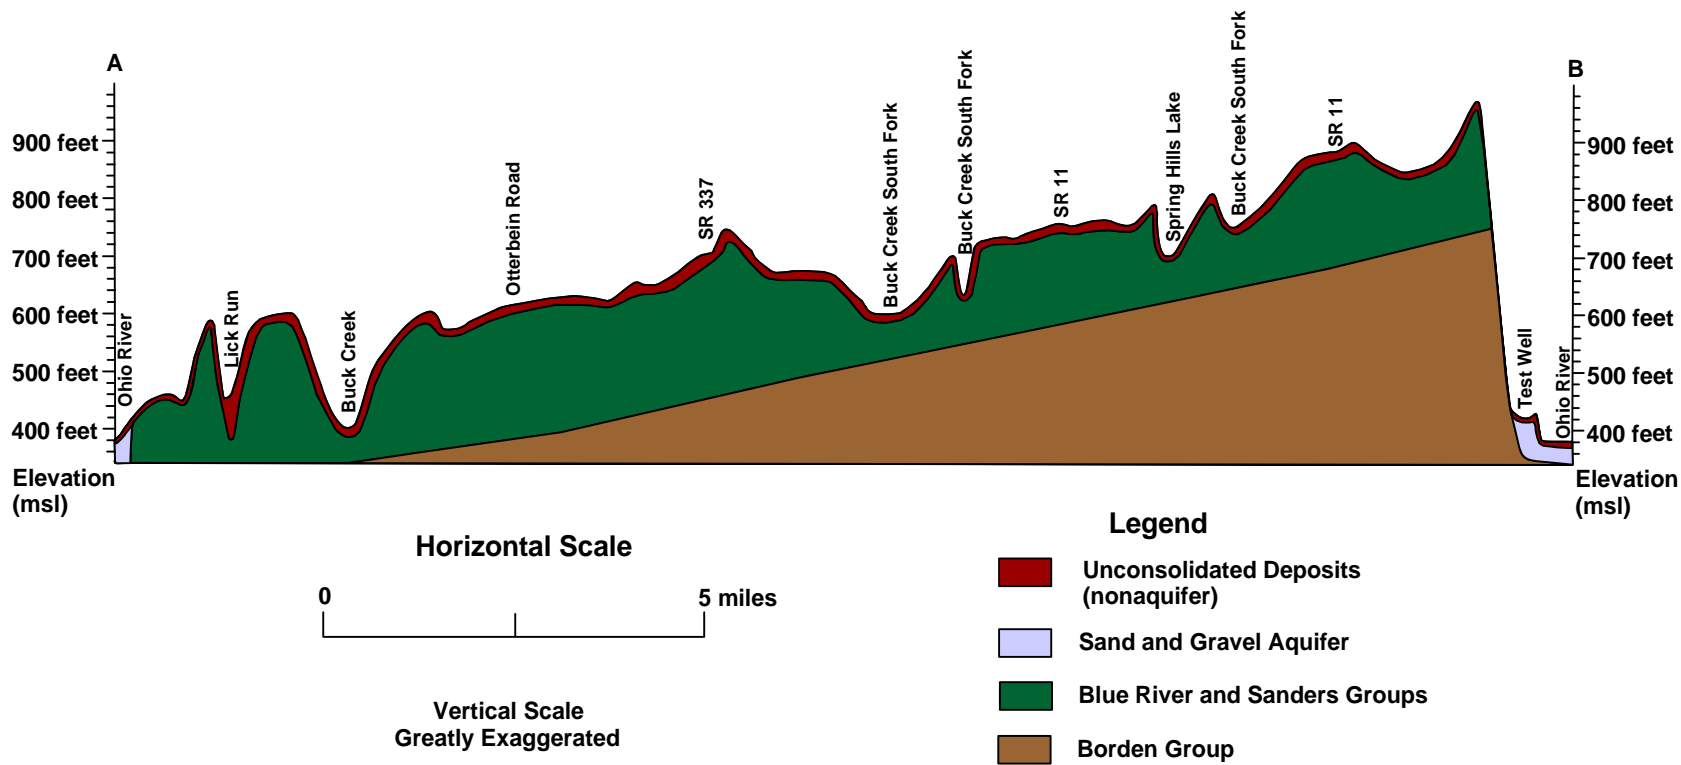 A
B
900 feet
800 feet
700 feet
600 feet
500 feet
400 feet
Elevation
(msl)
Ohio River
Lick Run
Buck Creek
Otterbein Road
SR 337
Buck Creek South Fork
Buck Creek South Fork
SR 11
Spring Hills Lake
Buck Creek South Fork
SR 11
Test Well
Ohio River
900 feet
800 feet
700 feet
600 feet
500 feet
400 feet
Elevation
(msl)
Horizontal Scale
0
5 miles
Vertical Scale
Greatly Exaggerated
Legend
Unconsolidated Deposits
(nonaquifer)
Sand and Gravel Aquifer
Blue River and Sanders Groups
Borden Group